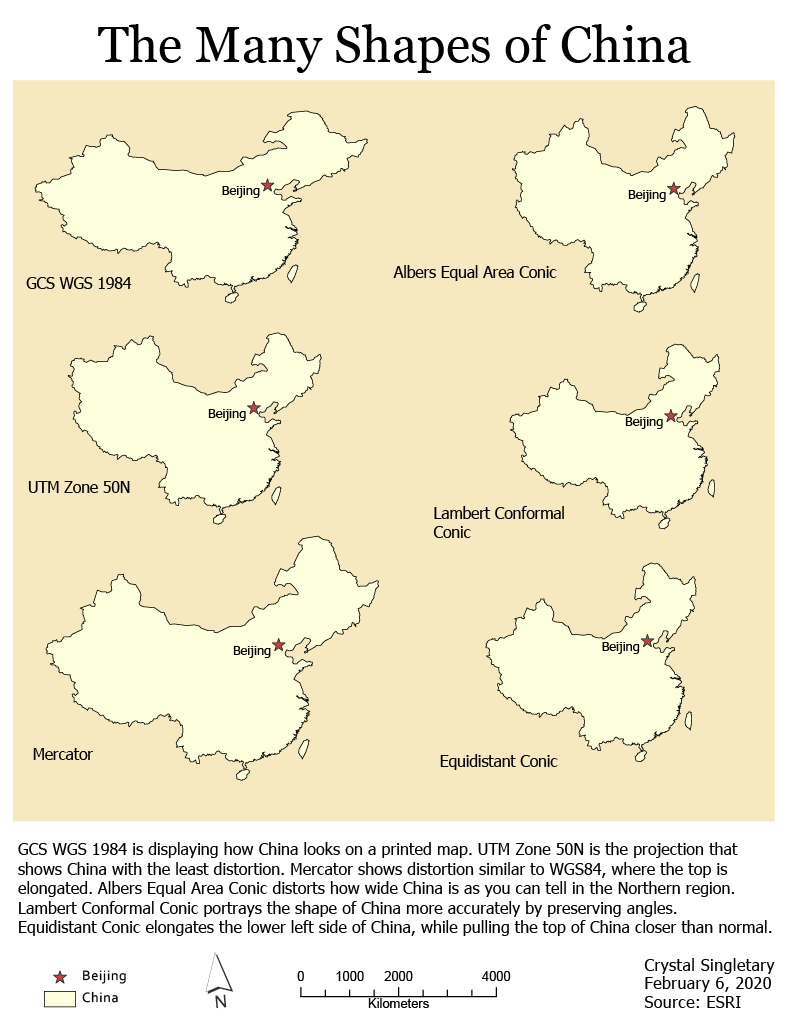 The Many Shapes of China
Beijing
GCS WGS 1984
Beijing
Albers Equal Area Conic
Beijing
UTM Zone 50N
Beijing
Lambert Conformal
Conic
Beijing
Mercator
Beijing
Equidistant Conic
GCS WGS 1984 is displaying how China looks on a printed map. UTM Zone 50N is the projection that
shows China with the least distortion. Mercator shows distortion similar to WGS84, where the top is
elongated. Albers Equal Area Conic distorts how wide China is as you can tell in the Northern region.
Lambert Conformal Conic portrays the shape of China more accurately by preserving angles.
Equidistant Conic elongates the lower left side of China, while pulling the top of China closer than normal.
Beijing
China
N
0 1000 2000 4000
Kilometers
Crystal Singletary
February 6, 2020
Source: ESRI